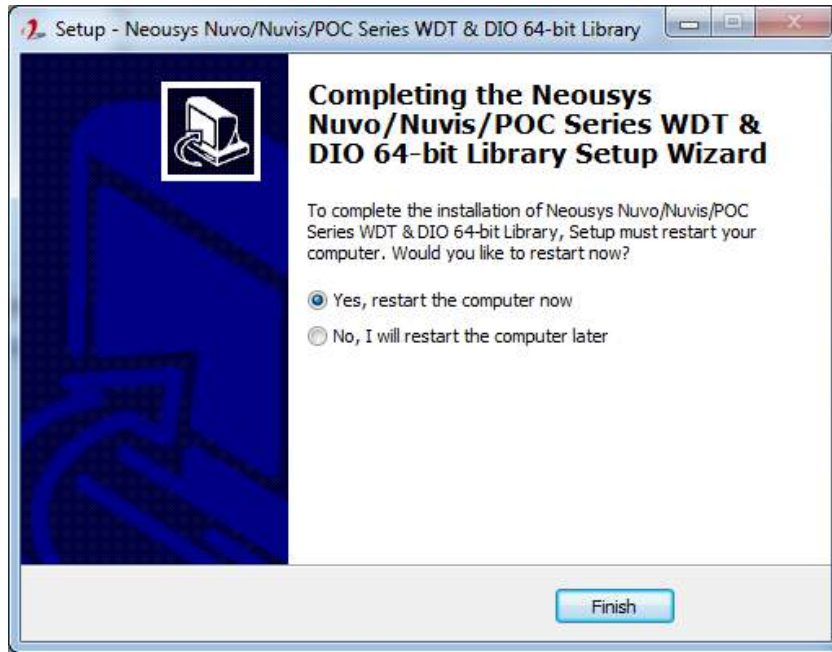 Setup - Neousys Nuvo/Nuvis/POC Series WDT & DIO 64-bit Library
Completing the Neousys
Nuvo/Nuvis/POC Series WDT &
DIO 64-bit Library Setup Wizard
To complete the installation of Neousys Nuvo/Nuvis/POC
Series WDT & DIO 64-bit Library, Setup must restart your
computer. Would you like to restart now?
Yes, restart the computer now
No, I will restart the computer later
Finish